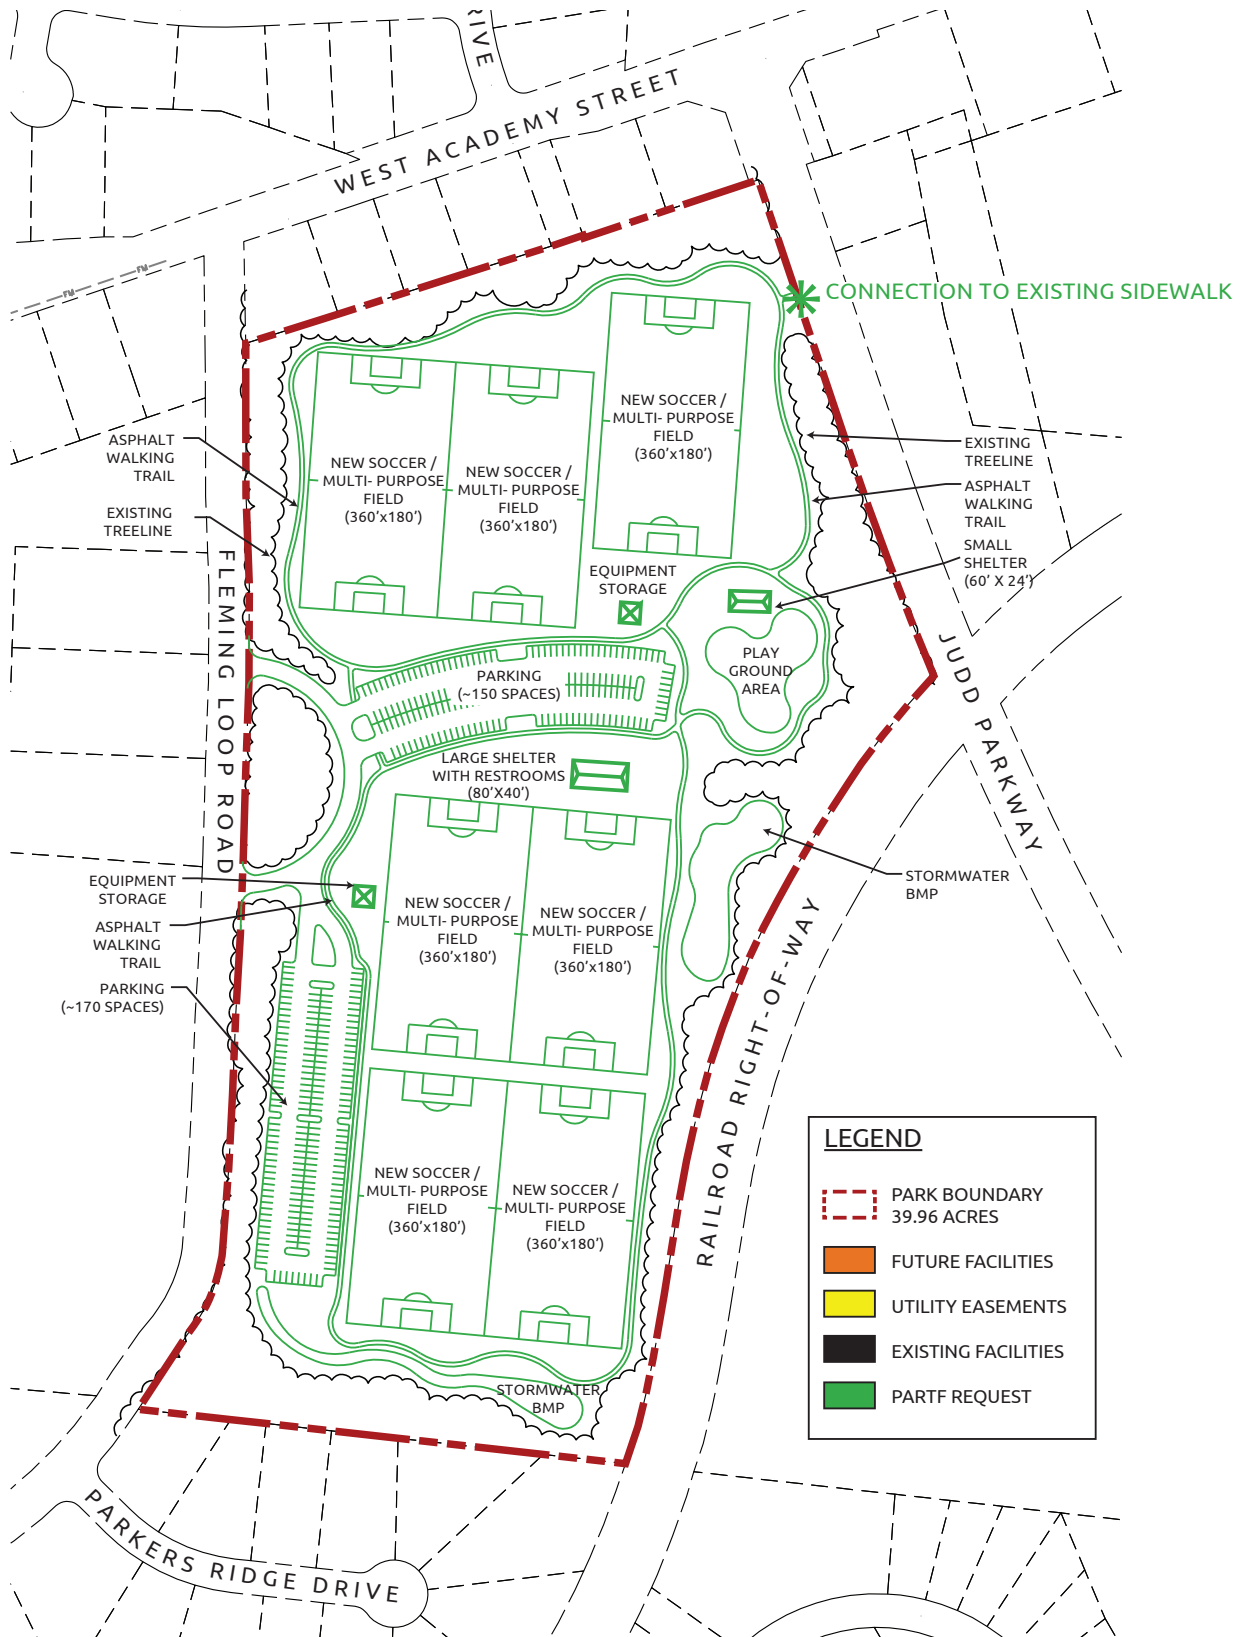 RIVE
WEST ACADEMY STREET
CONNECTION TO EXISTING SIDEWALK
NEW SOCCER /
MULTI- PURPOSE
FIELD
(360'x180')
NEW SOCCER /
MULTI- PURPOSE
FIELD
(360'x180')
NEW SOCCER /
MULTI- PURPOSE
FIELD
(360'x180')
ASPHALT
WALKING
TRAIL
EXISTING
TREELINE
EXISTING
TREELINE
ASPHALT
WALKING
TRAIL
SMALL
SHELTER
(60' X 24')
EQUIPMENT
STORAGE
FLEMING LOOP ROAD
PLAY
GROUND
AREA
PARKING
(~150 SPACES)
JUDD PARKWAY
LARGE SHELTER
WITH RESTROOMS
(80'X40')
EQUIPMENT
STORAGE
ASPHALT
WALKING
TRAIL
PARKING
(~170 SPACES)
STORMWATER
BMP
NEW SOCCER /
MULTI- PURPOSE
FIELD
(360'x180')
NEW SOCCER /
MULTI- PURPOSE
FIELD
(360'x180')
RAILROAD RIGHT-OF-WAY
NEW SOCCER /
MULTI- PURPOSE
FIELD
(360'x180')
NEW SOCCER /
MULTI- PURPOSE
FIELD
(360'x180')
STORMWATER
BMP
PARKERS RIDGE DRIVE
LEGEND
PARK BOUNDARY
39.96 ACRES
FUTURE FACILITIES
UTILITY EASEMENTS
EXISTING FACILITIES
PARTF REQUEST